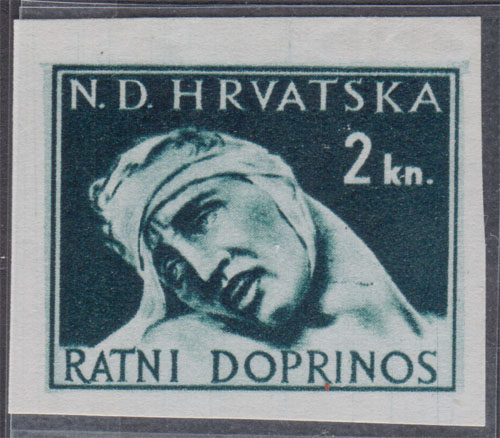 N.D. HRVATSKA
2 kn.
RATNI DOPRINOS